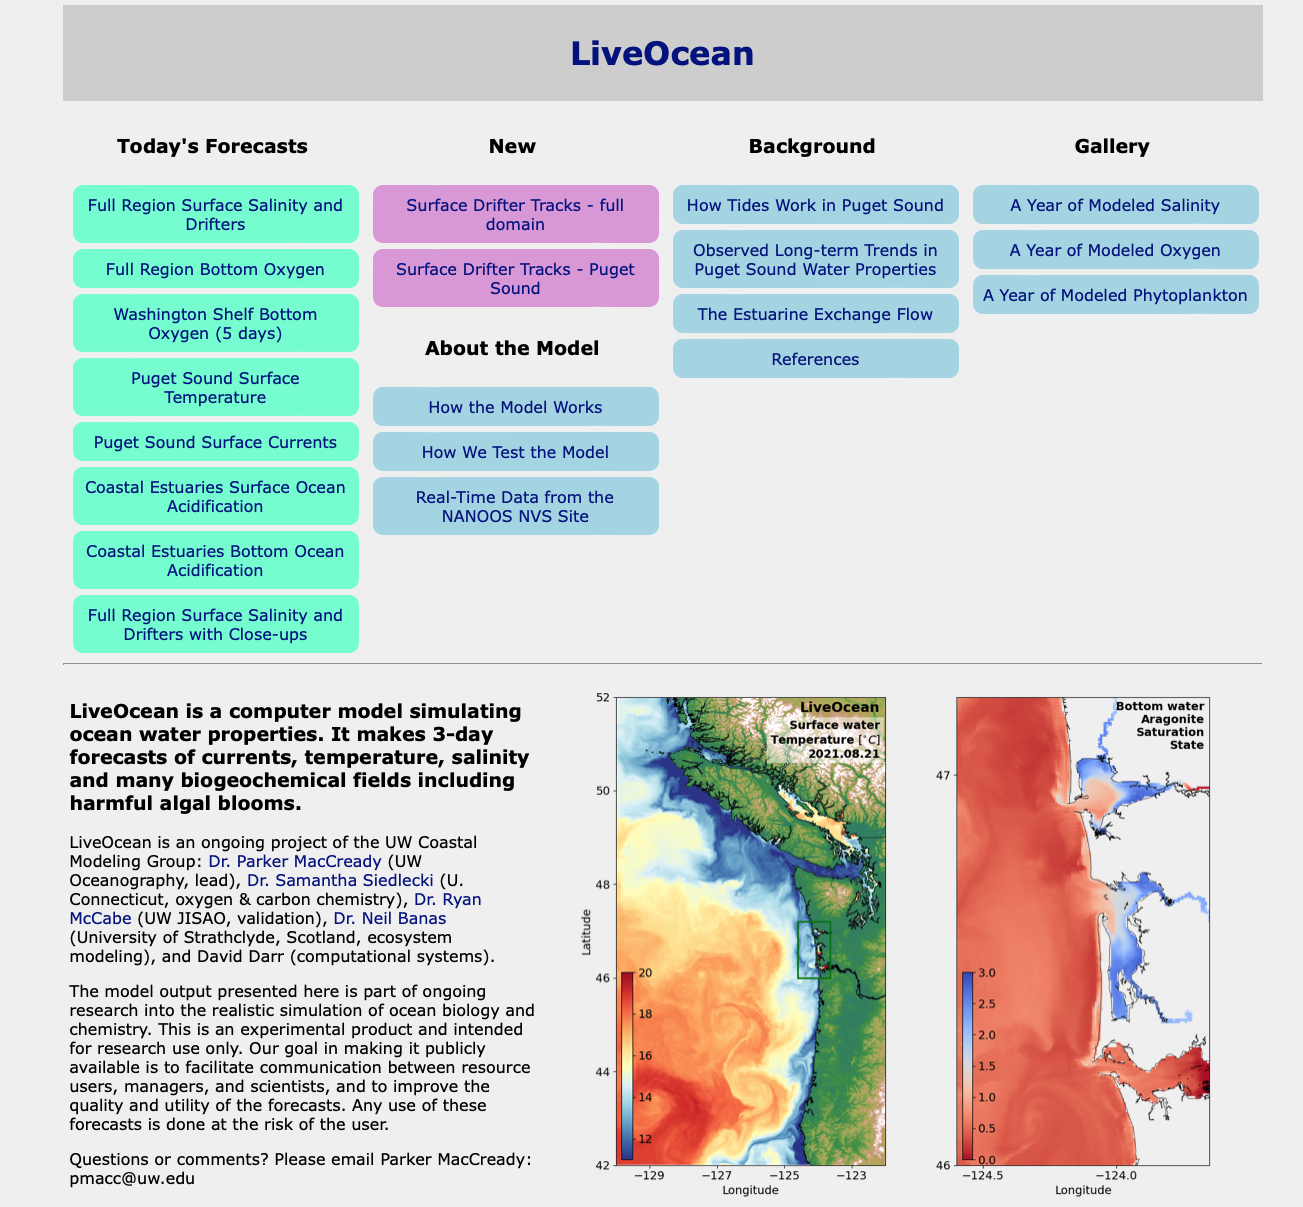 LiveOcean
Today's Forecasts
Full Region Surface Salinity and
Drifters
Full Region Bottom Oxygen
Washington Shelf Bottom
Oxygen (5 days)
Puget Sound Surface
Temperature
Puget Sound Surface Currents
Coastal Estuaries Surface Ocean
Acidification
Coastal Estuaries Bottom Ocean
Acidification
Full Region Surface Salinity and
Drifters with Close-ups
New
Surface Drifter Tracks - full
domain
Surface Drifter Tracks - Puget
Sound
About the Model
How the Model Works
How We Test the Model
Real-Time Data from the
NANOOS NVS Site
Background
How Tides Work in Puget Sound
Observed Long-term Trends in
Puget Sound Water Properties
The Estuarine Exchange Flow
References
Gallery
A Year of Modeled Salinity
A Year of Modeled Oxygen
A Year of Modeled Phytoplankton
LiveOcean is a computer model simulating
ocean water properties. It makes 3-day
forecasts of currents, temperature, salinity
and many biogeochemical fields including
harmful algal blooms.
LiveOcean is an ongoing project of the UW Coastal
Modeling Group: Dr. Parker MacCready (UW
Oceanography, lead), Dr. Samantha Siedlecki (U.
Connecticut, oxygen & carbon chemistry), Dr. Ryan
McCabe (UW JISAO, validation), Dr. Neil Banas
(University of Strathclyde, Scotland, ecosystem
modeling), and David Darr (computational systems).
The model output presented here is part of ongoing
research into the realistic simulation of ocean biology and
chemistry. This is an experimental product and intended
for research use only. Our goal in making it publicly
available is to facilitate communication between resource
users, managers, and scientists, and to improve the
quality and utility of the forecasts. Any use of these
forecasts is done at the risk of the user.
Questions or comments? Please email Parker MacCready:
pmacc@uw.edu
LiveOcean
Surface water
Temperature [°C]
2021.08.21
52
50
48
46
44
42
Latitude
20
18
16
14
12
−129 −127 −125 −123
Longitude
Bottom water
Aragonite
Saturation
State
47
46
3.0
2.5
2.0
1.5
1.0
0.5
0.0
−124.5 −124.0
Longitude